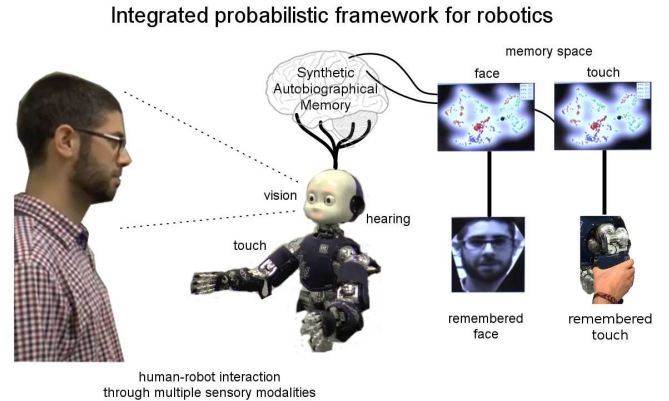 Integrated probabilistic framework for robotics
memory space
Synthetic
Autobiographical
Memory
face
touch
vision
hearing
touch
remembered
face
remembered
touch
human-robot interaction
through multiple sensory modalities